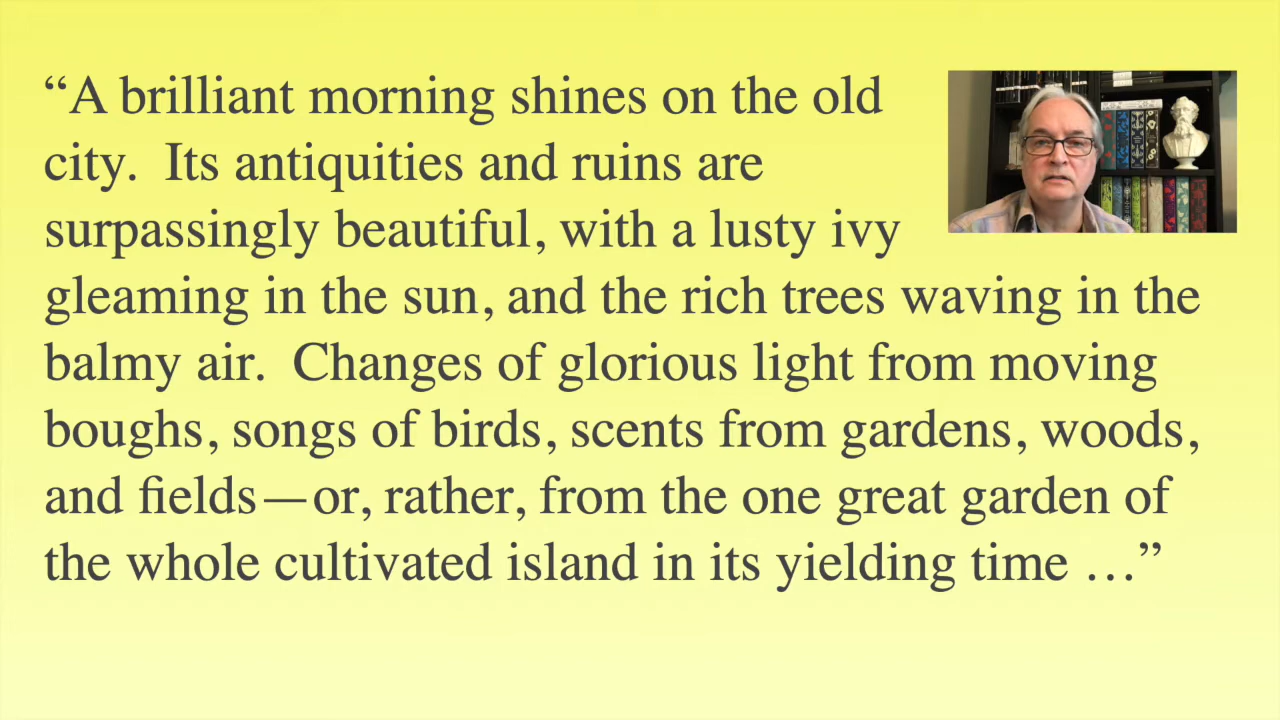 “A brilliant morning shines on the old
city.  Its antiquities and ruins are
surpassingly beautiful, with a lusty ivy
gleaming in the sun, and the rich trees waving in the
balmy air.  Changes of glorious light from moving
boughs, songs of birds, scents from gardens, woods,
and fields—or, rather, from the one great garden of
the whole cultivated island in its yielding time …”